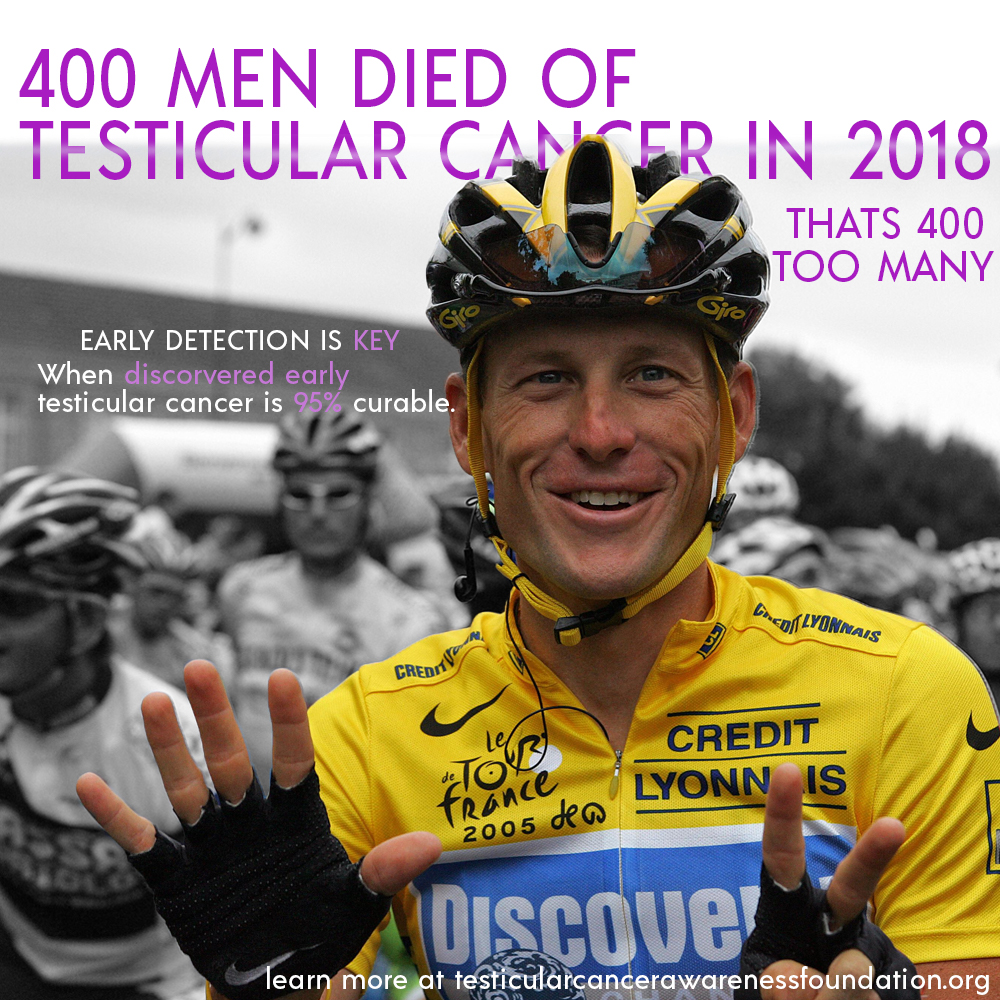 400 MEN DIED OF
TESTICULAR CANCER IN 2018
THATS 400
TOO MANY
EARLY DETECTION IS KEY
When discorvered early
testicular cancer is 95% curable.
Giro
Giro
CREDIT LYONNAIS
CREDIT
Le
de TOUR
france
2005
CREDIT
LYONNAIS
DISCOVE
learn more at testicularcancerawarenessfoundation.org